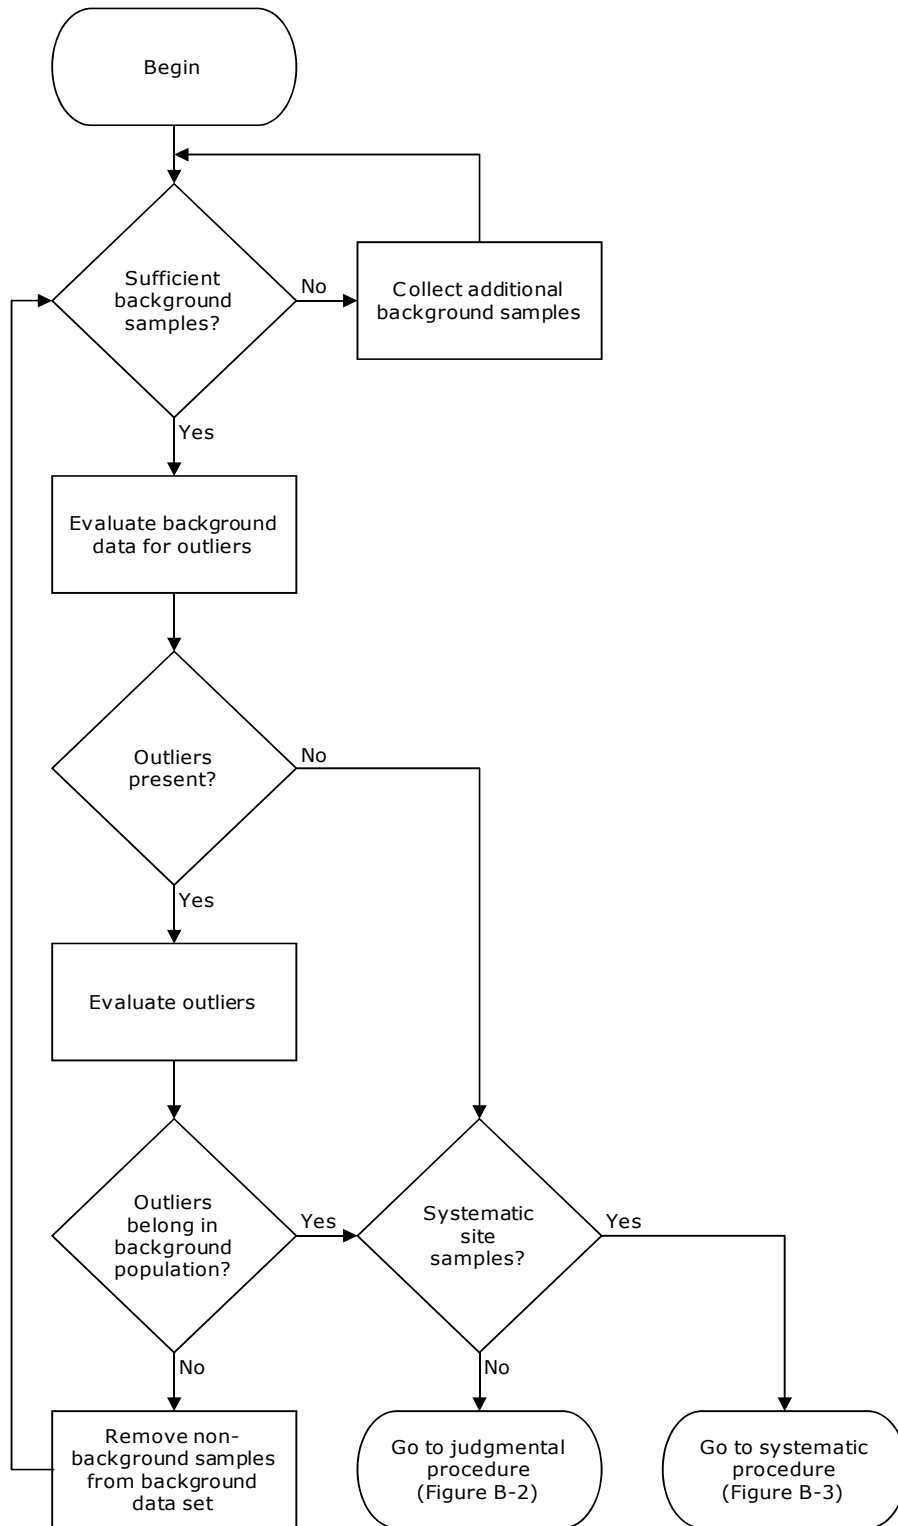 Begin
Sufficient
background
samples?
No
Collect additional
background samples
Yes
Evaluate background
data for outliers
Outliers
present?
No
Yes
Evaluate outliers
Outliers
belong in
background
population?
Yes
Systematic
site
samples?
Yes
No
No
Remove non-
background samples
from background
data set
Go to judgmental
procedure
(Figure B-2)
Go to systematic
procedure
(Figure B-3)